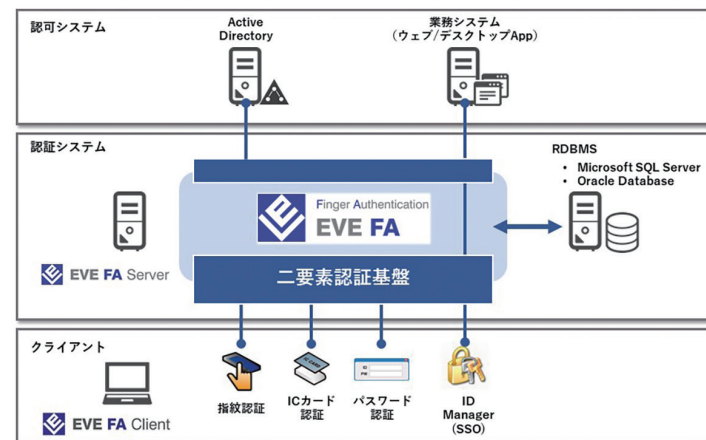 認可システム
Active
Directory
業務システム
(ウェブ/デスクトップApp)
認証システム
RDBMS
• Microsoft SQL Server
• Oracle Database
Finger Authentication
EVE FA
EVE FA Server
二要素認証基盤
クライアント
IC CARD
ID
PW
指紋認証
ICカード
認証
パスワード
認証
ID
Manager
(SSO)
EVE FA Client